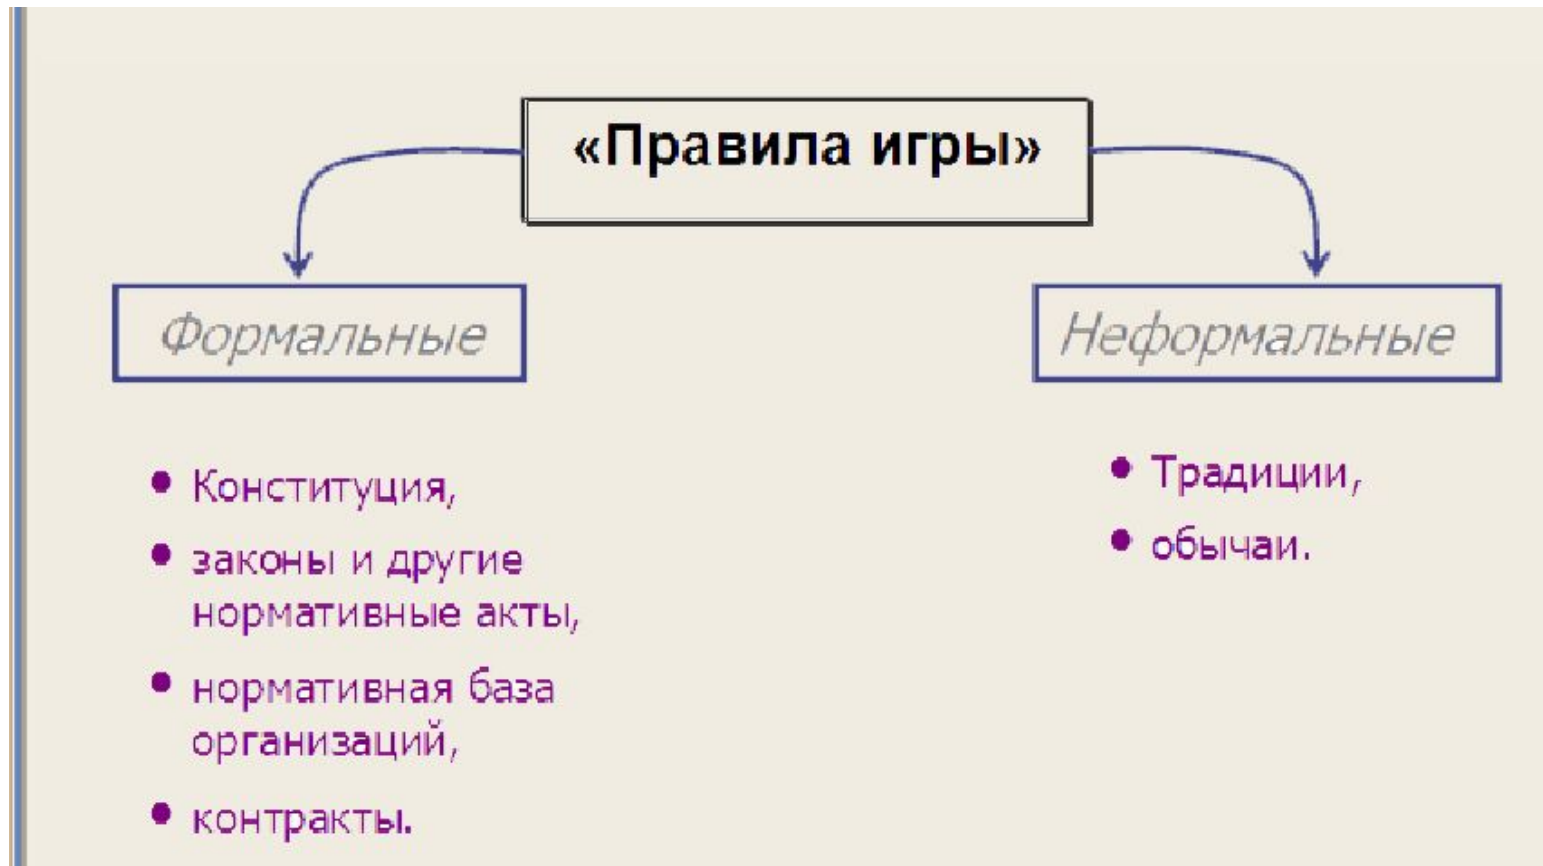 «Правила игры»
Формальные
Неформальные
• Конституция,
• законы и другие
нормативные акты,
• нормативная база
организаций,
• контракты.
• Традиции,
• обычаи.